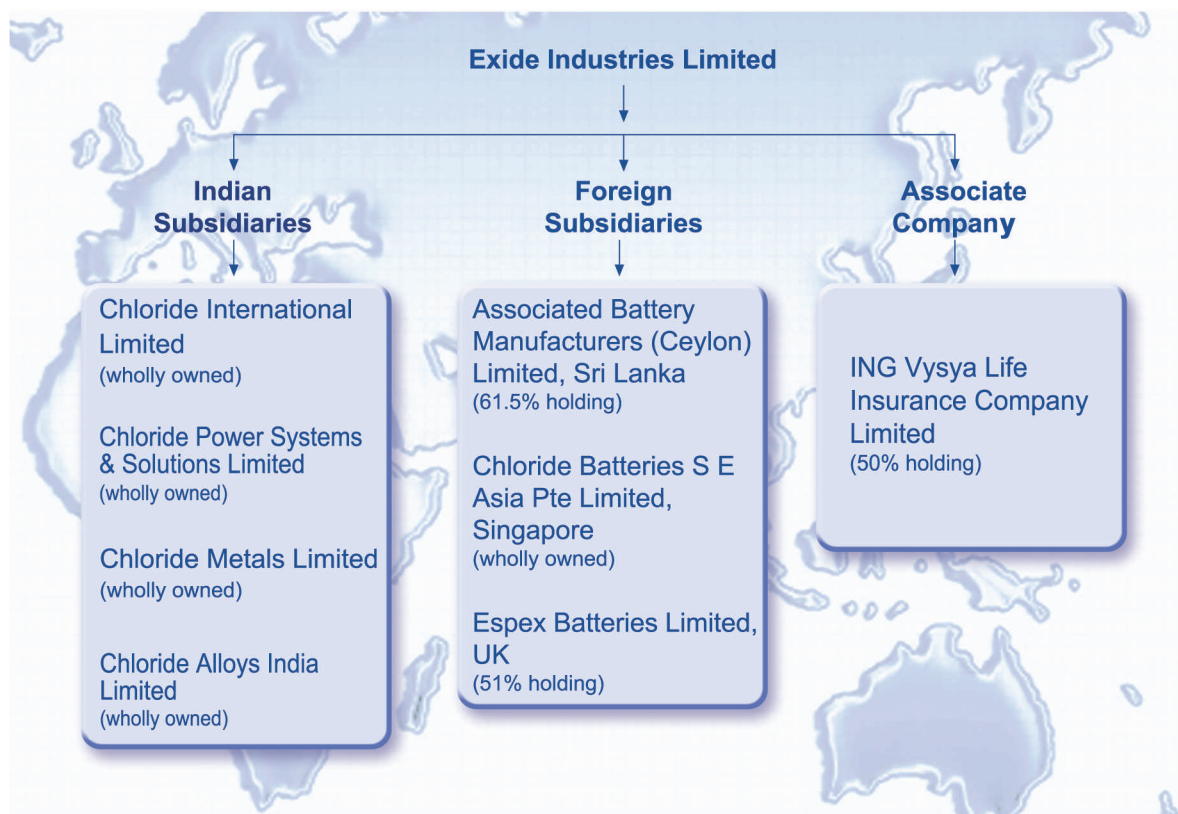 Exide Industries Limited
Indian
Subsidiaries
Foreign
Subsidiaries
Associate
Company
Chloride International
Limited
(wholly owned)
Chloride Power Systems
& Solutions Limited
(wholly owned)
Chloride Metals Limited
(wholly owned)
Chloride Alloys India
Limited
(wholly owned)
Associated Battery
Manufacturers (Ceylon)
Limited, Sri Lanka
(61.5% holding)
Chloride Batteries S E
Asia Pte Limited,
Singapore
(wholly owned)
Espex Batteries Limited,
UK
(51% holding)
ING Vysya Life
Insurance Company
Limited
(50% holding)